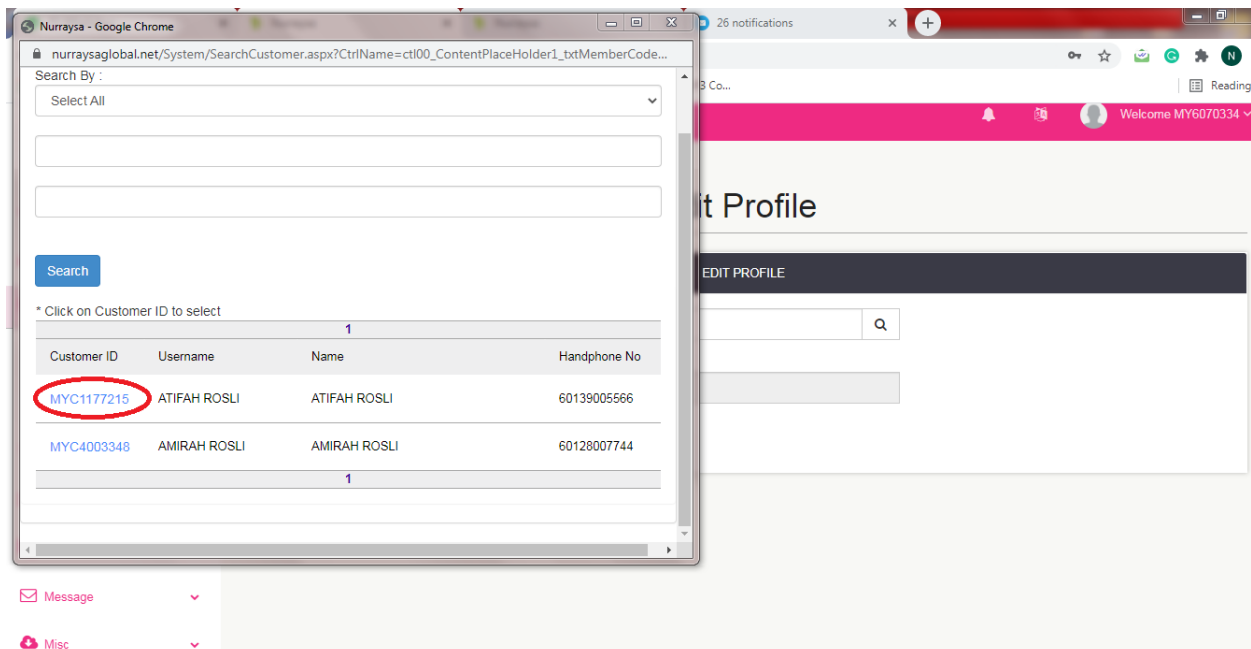 Nurraysa - Google Chrome
26 notifications
nurraysaglobal.net/System/SearchCustomer.aspx?CtrlName=ctl00_ContentPlaceHolder1_txtMemberCode...
Search By :
Select All
3 Co...
Reading
N
Welcome MY6070334
it Profile
Search
EDIT PROFILE
* Click on Customer ID to select
1
Customer ID Username Name Handphone No
MYC1177215 ATIFAH ROSLI ATIFAH ROSLI 60139005566
MYC4003348 AMIRAH ROSLI AMIRAH ROSLI 60128007744
1
Message
Misc